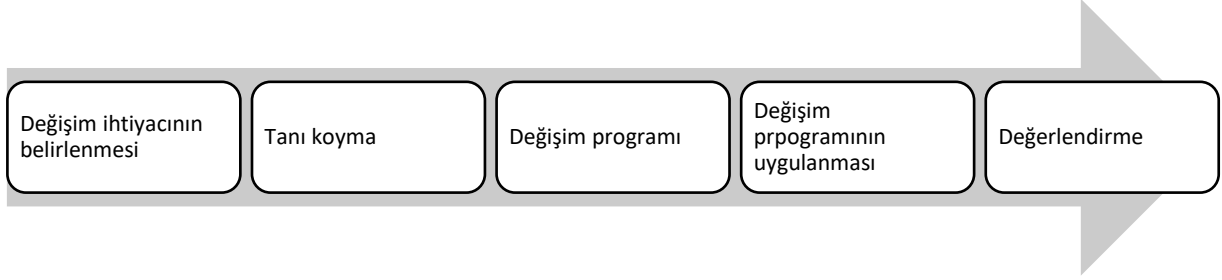 Değişim ihtiyacının
belirlenmesi
Tanı koyma
Değişim programı
Değişim
prpogramının
uygulanması
Değerlendirme